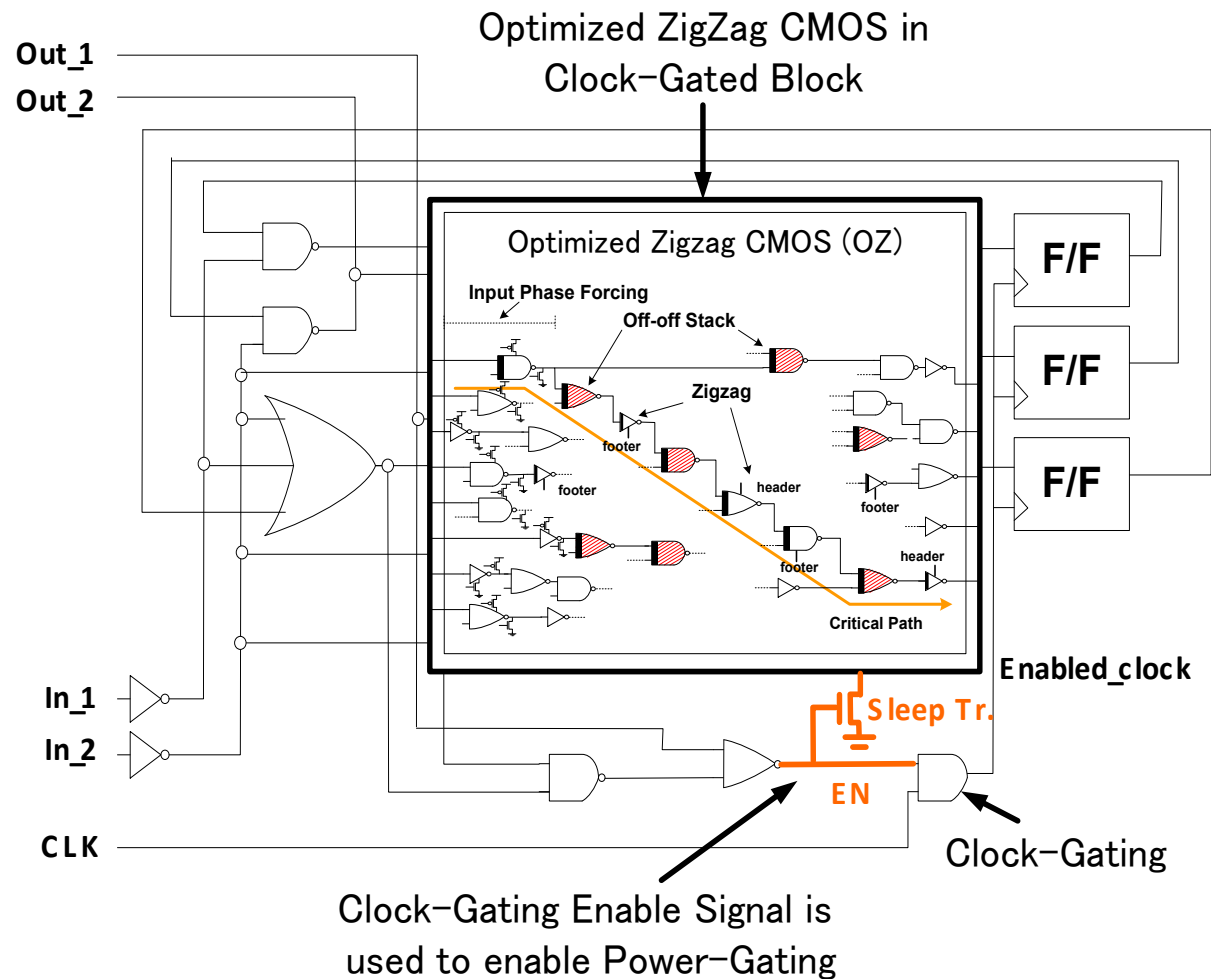 Optimized ZigZag CMOS in
Clock-Gated Block
Out_1
Out_2
Optimized Zigzag CMOS (OZ)
F/F
Input Phase Forcing
Off-off Stack
F/F
Zigzag
footer
F/F
footer
header
footer
footer
header
Critical Path
Enabled_clock
In_1
Sleep Tr.
In_2
EN
CLK
Clock-Gating
Clock-Gating Enable Signal is
used to enable Power-Gating